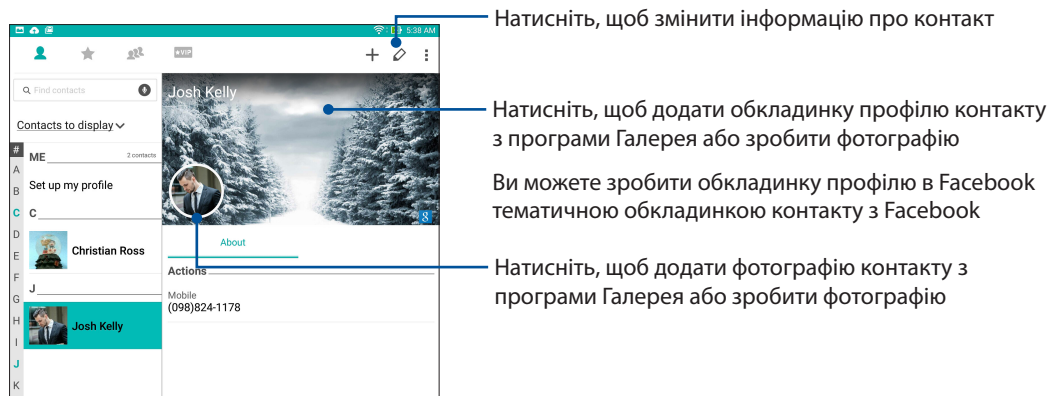 5:38 AM
★VIP
Find contacts
Contacts to display
#
ME
2 contacts
A
B
Set up my profile
C
C
D
E
Christian Ross
F
G
J
H
I
Josh Kelly
J
K
Josh Kelly
8
About
Actions
Mobile
(098)824-1178
Натисніть, щоб змінити інформацію про контакт
Натисніть, щоб додати обкладинку профілю контакту
з програми Галерея або зробити фотографію
Ви можете зробити обкладинку профілю в Facebook
тематичною обкладинкою контакту з Facebook
Натисніть, щоб додати фотографію контакту з
програми Галерея або зробити фотографію